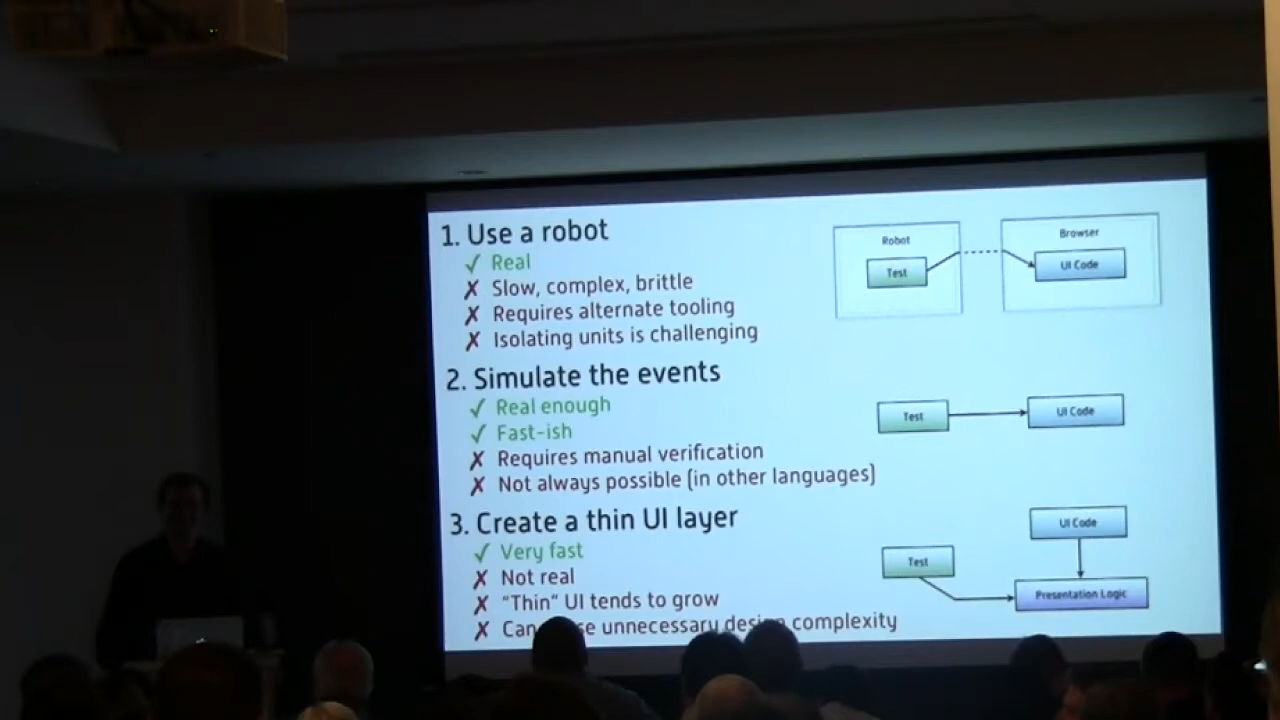 1. Use a robot
✓ Real
✗ Slow, complex, brittle
✗ Requires alternate tooling
✗ Isolating units is challenging
Robot
Test
Browser
UI Code
2. Simulate the events
✓ Real enough
✓ Fast-ish
✗ Requires manual verification
✗ Not always possible (in other languages)
Test
UI Code
3. Create a thin UI layer
✓ Very fast
✗ Not real
✗ "Thin" UI tends to grow
✗ Can unnecessary design complexity
UI Code
Test
Presentation Logic